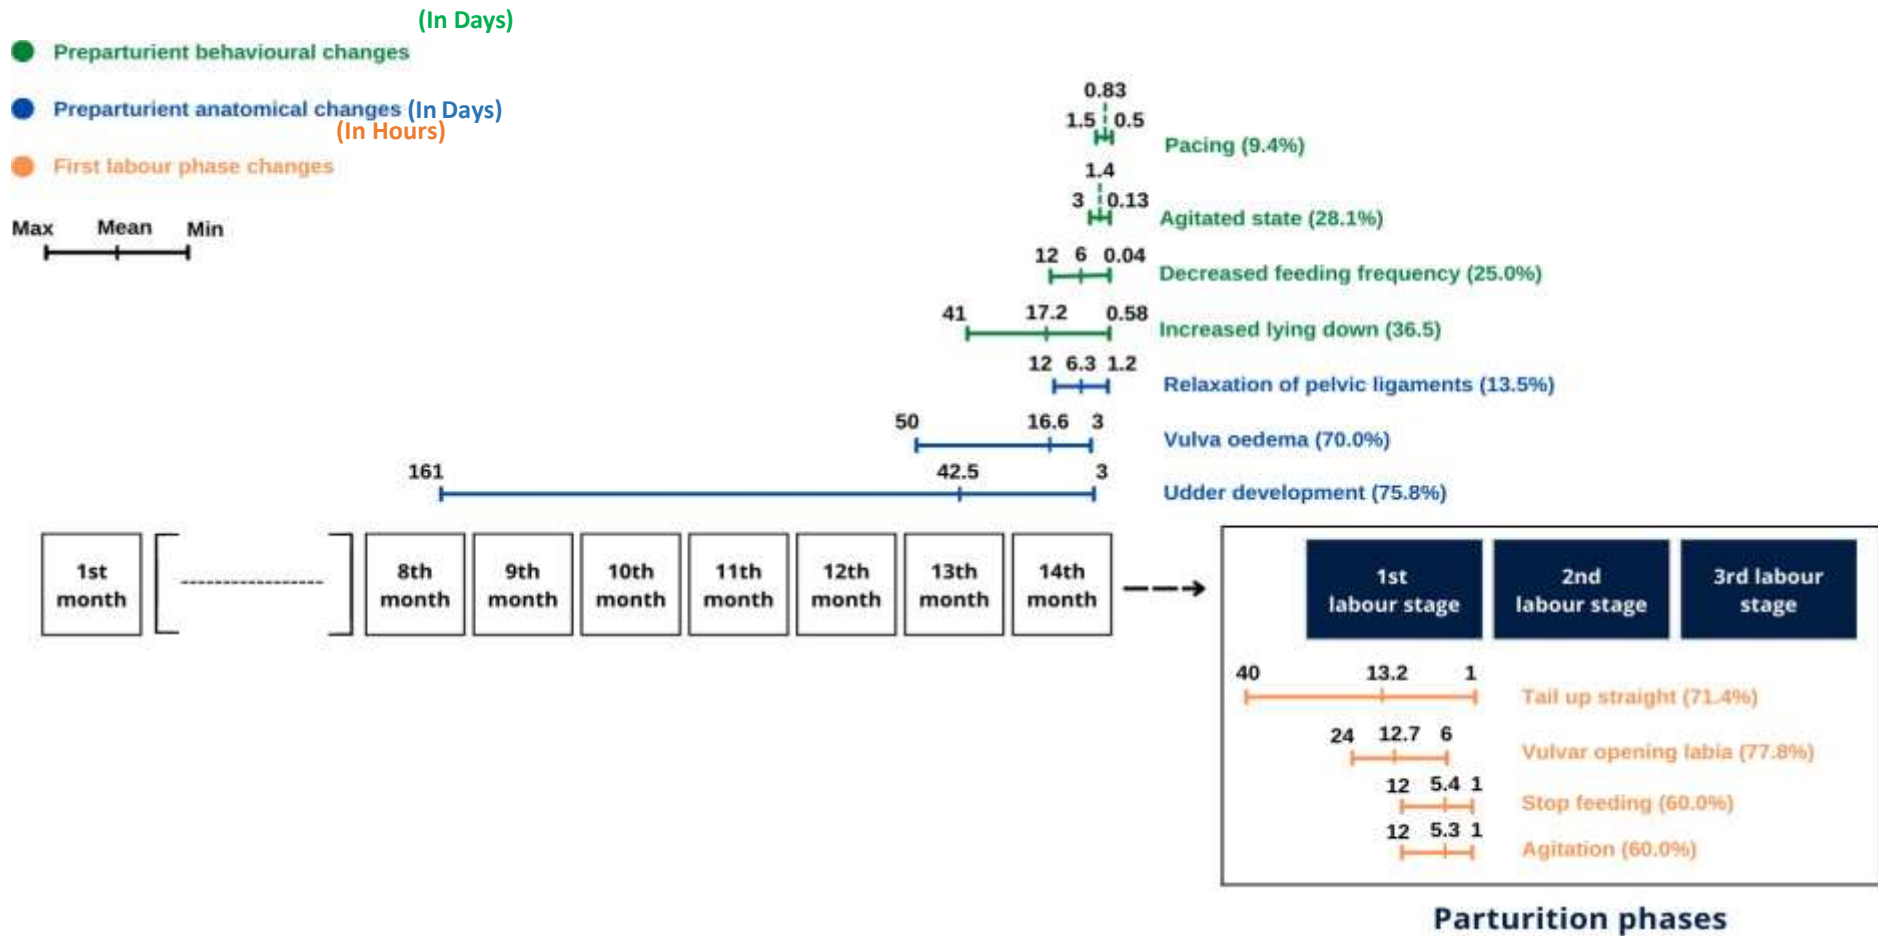 (In Days)
Preparturient behavioural changes
Preparturient anatomical changes (In Days)
(In Hours)
First labour phase changes
Max Mean Min
0.83
1.5 0.5
Pacing (9.4%)
1.4
3 0.13
Agitated state (28.1%)
12 6 0.04
Decreased feeding frequency (25.0%)
41 17.2 0.58
Increased lying down (36.5)
12 6.3 1.2
Relaxation of pelvic ligaments (13.5%)
50 16.6 3
Vulva oedema (70.0%)
161 42.5 3
Udder development (75.8%)
1st
month
8th
month
9th
month
10th
month
11th
month
12th
month
13th
month
14th
month
1st
labour stage
2nd
labour stage
3rd labour
stage
40 13.2 1
Tail up straight (71.4%)
24 12.7 6
Vulvar opening labia (77.8%)
12 5.4 1
Stop feeding (60.0%)
12 5.3 1
Agitation (60.0%)
Parturition phases